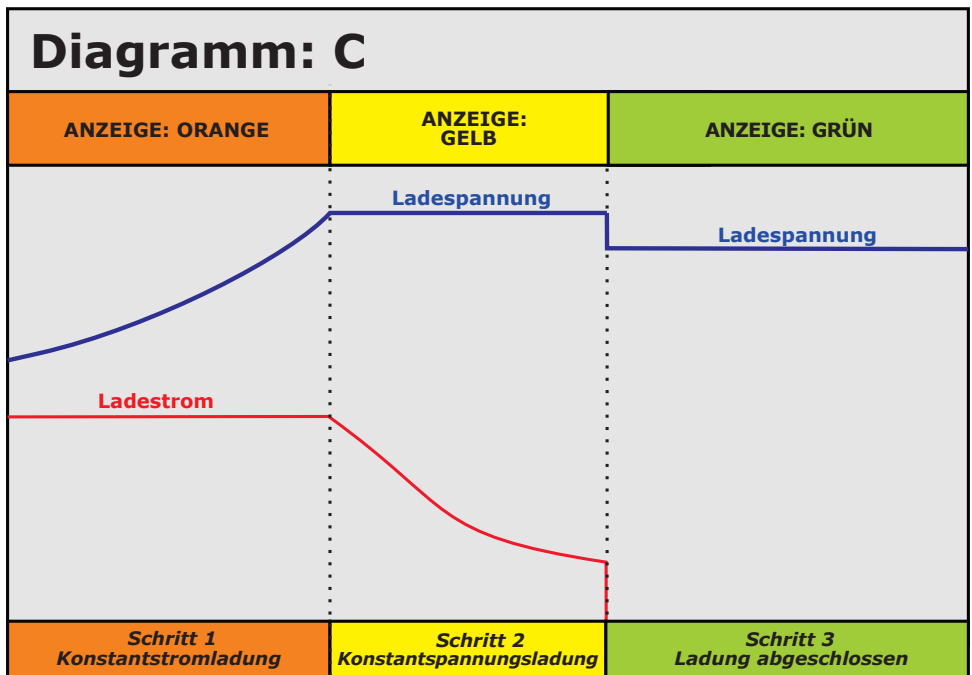 Diagramm: C
ANZEIGE: ORANGE
ANZEIGE:
GELB
ANZEIGE: GRÜN
Ladespannung
Ladespannung
Ladestrom
Schritt 1
Konstantstromladung
Schritt 2
Konstantspannungsladung
Schritt 3
Ladung abgeschlossen